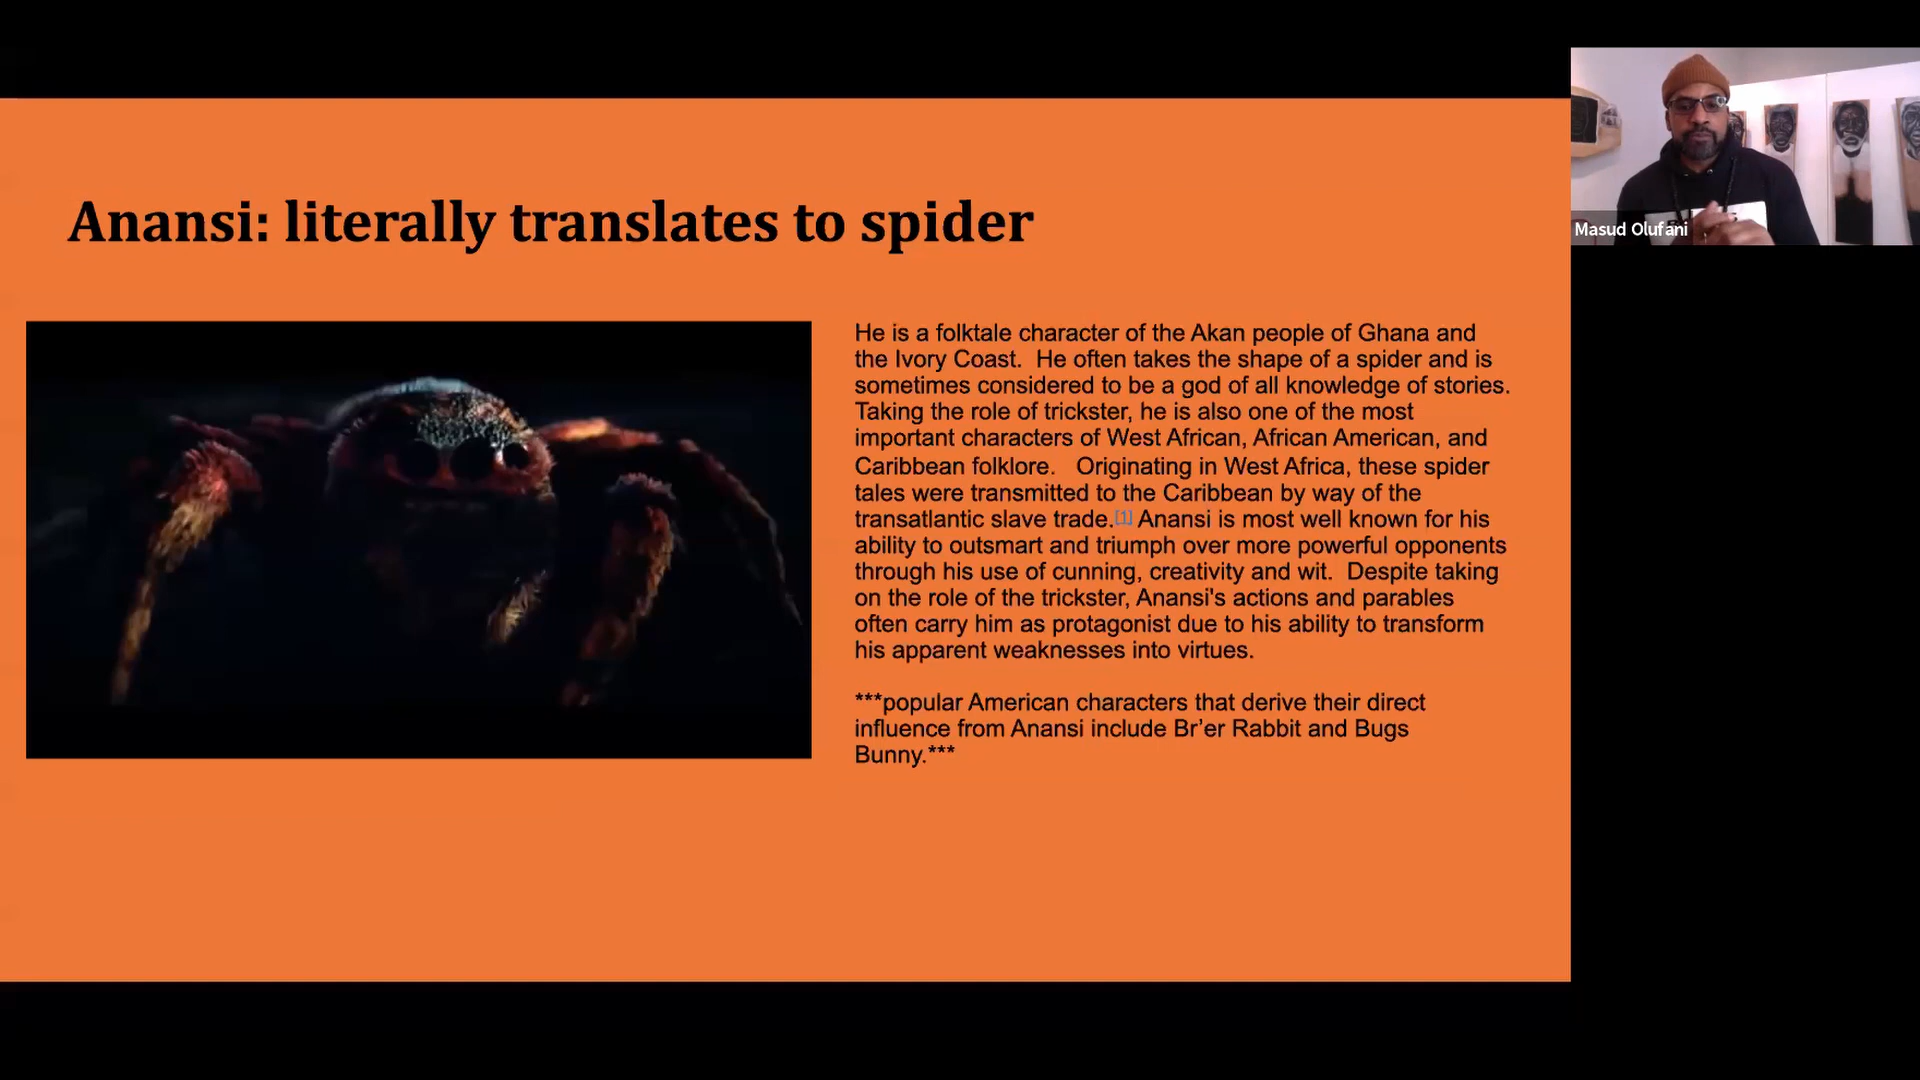 Anansi: literally translates to spider
He is a folktale character of the Akan people of Ghana and
the Ivory Coast.  He often takes the shape of a spider and is
sometimes considered to be a god of all knowledge of stories.
Taking the role of trickster, he is also one of the most
important characters of West African, African American, and
Caribbean folklore.   Originating in West Africa, these spider
tales were transmitted to the Caribbean by way of the
transatlantic slave trade.[1] Anansi is most well known for his
ability to outsmart and triumph over more powerful opponents
through his use of cunning, creativity and wit.  Despite taking
on the role of the trickster, Anansi's actions and parables
often carry him as protagonist due to his ability to transform
his apparent weaknesses into virtues.
***popular American characters that derive their direct
influence from Anansi include Br’er Rabbit and Bugs
Bunny.***
Masud Olufani